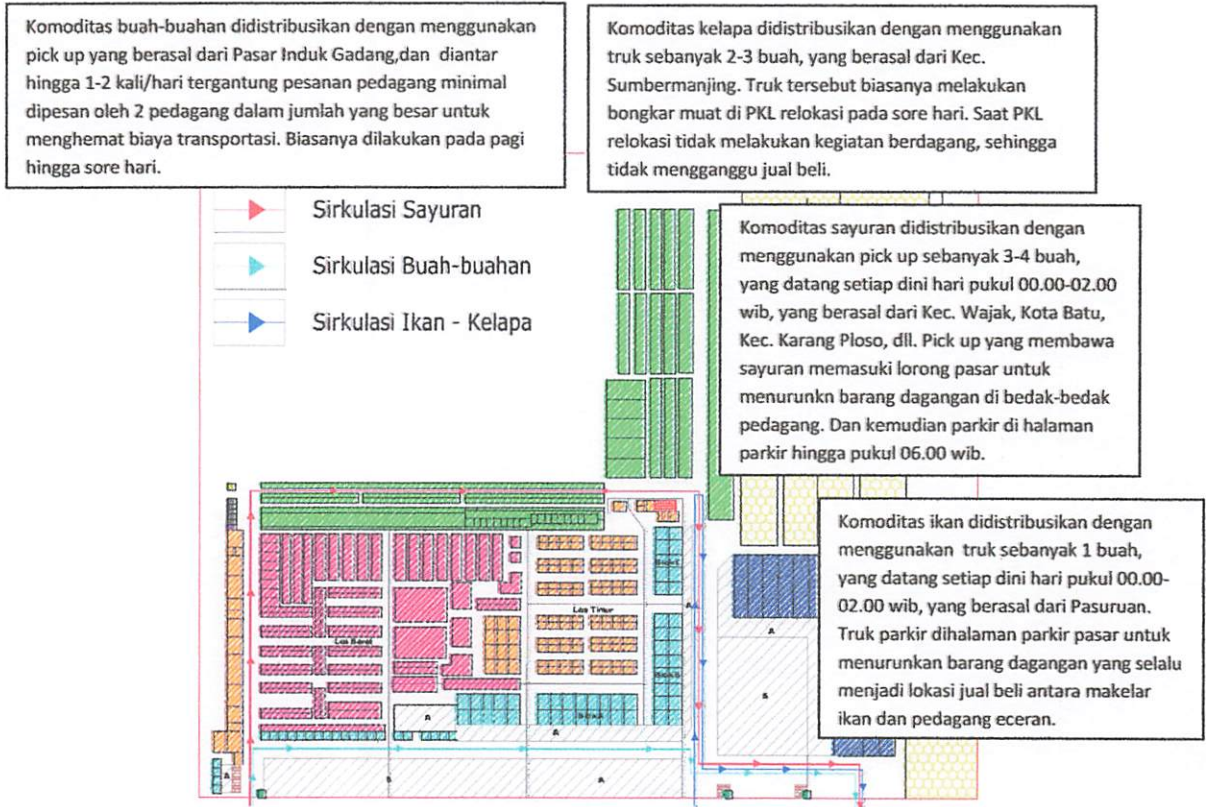 Komoditas buah-buahan didistribusikan dengan menggunakan
pick up yang berasal dari Pasar Induk Gadang,dan diantar
hingga 1-2 kali/hari tergantung pesanan pedagang minimal
dipesan oleh 2 pedagang dalam jumlah yang besar untuk
menghemat biaya transportasi. Biasanya dilakukan pada pagi
hingga sore hari.
Komoditas kelapa didistribusikan dengan menggunakan
truk sebanyak 2-3 buah, yang berasal dari Kec.
Sumbermanjing. Truk tersebut biasanya melakukan
bongkar muat di PKL relokasi pada sore hari. Saat PKL
relokasi tidak melakukan kegiatan berdagang, sehingga
tidak mengganggu jual beli.
Sirkulasi Sayuran
Sirkulasi Buah-buahan
Sirkulasi Ikan - Kelapa
Komoditas sayuran didistribusikan dengan
menggunakan pick up sebanyak 3-4 buah,
yang datang setiap dini hari pukul 00.00-02.00
wib, yang berasal dari Kec. Wajak, Kota Batu,
Kec. Karang Ploso, dll. Pick up yang membawa
sayuran memasuki lorong pasar untuk
menurunkn barang dagangan di bedak-bedak
pedagang. Dan kemudian parkir di halaman
parkir hingga pukul 06.00 wib.
Komoditas ikan didistribusikan dengan
menggunakan truk sebanyak 1 buah,
yang datang setiap dini hari pukul 00.00-
02.00 wib, yang berasal dari Pasuruan.
Truk parkir dihalaman parkir pasar untuk
menurunkan barang dagangan yang selalu
menjadi lokasi jual beli antara makelar
ikan dan pedagang eceran.
Los Timur
Los Barat
A
A
A
A
A
A